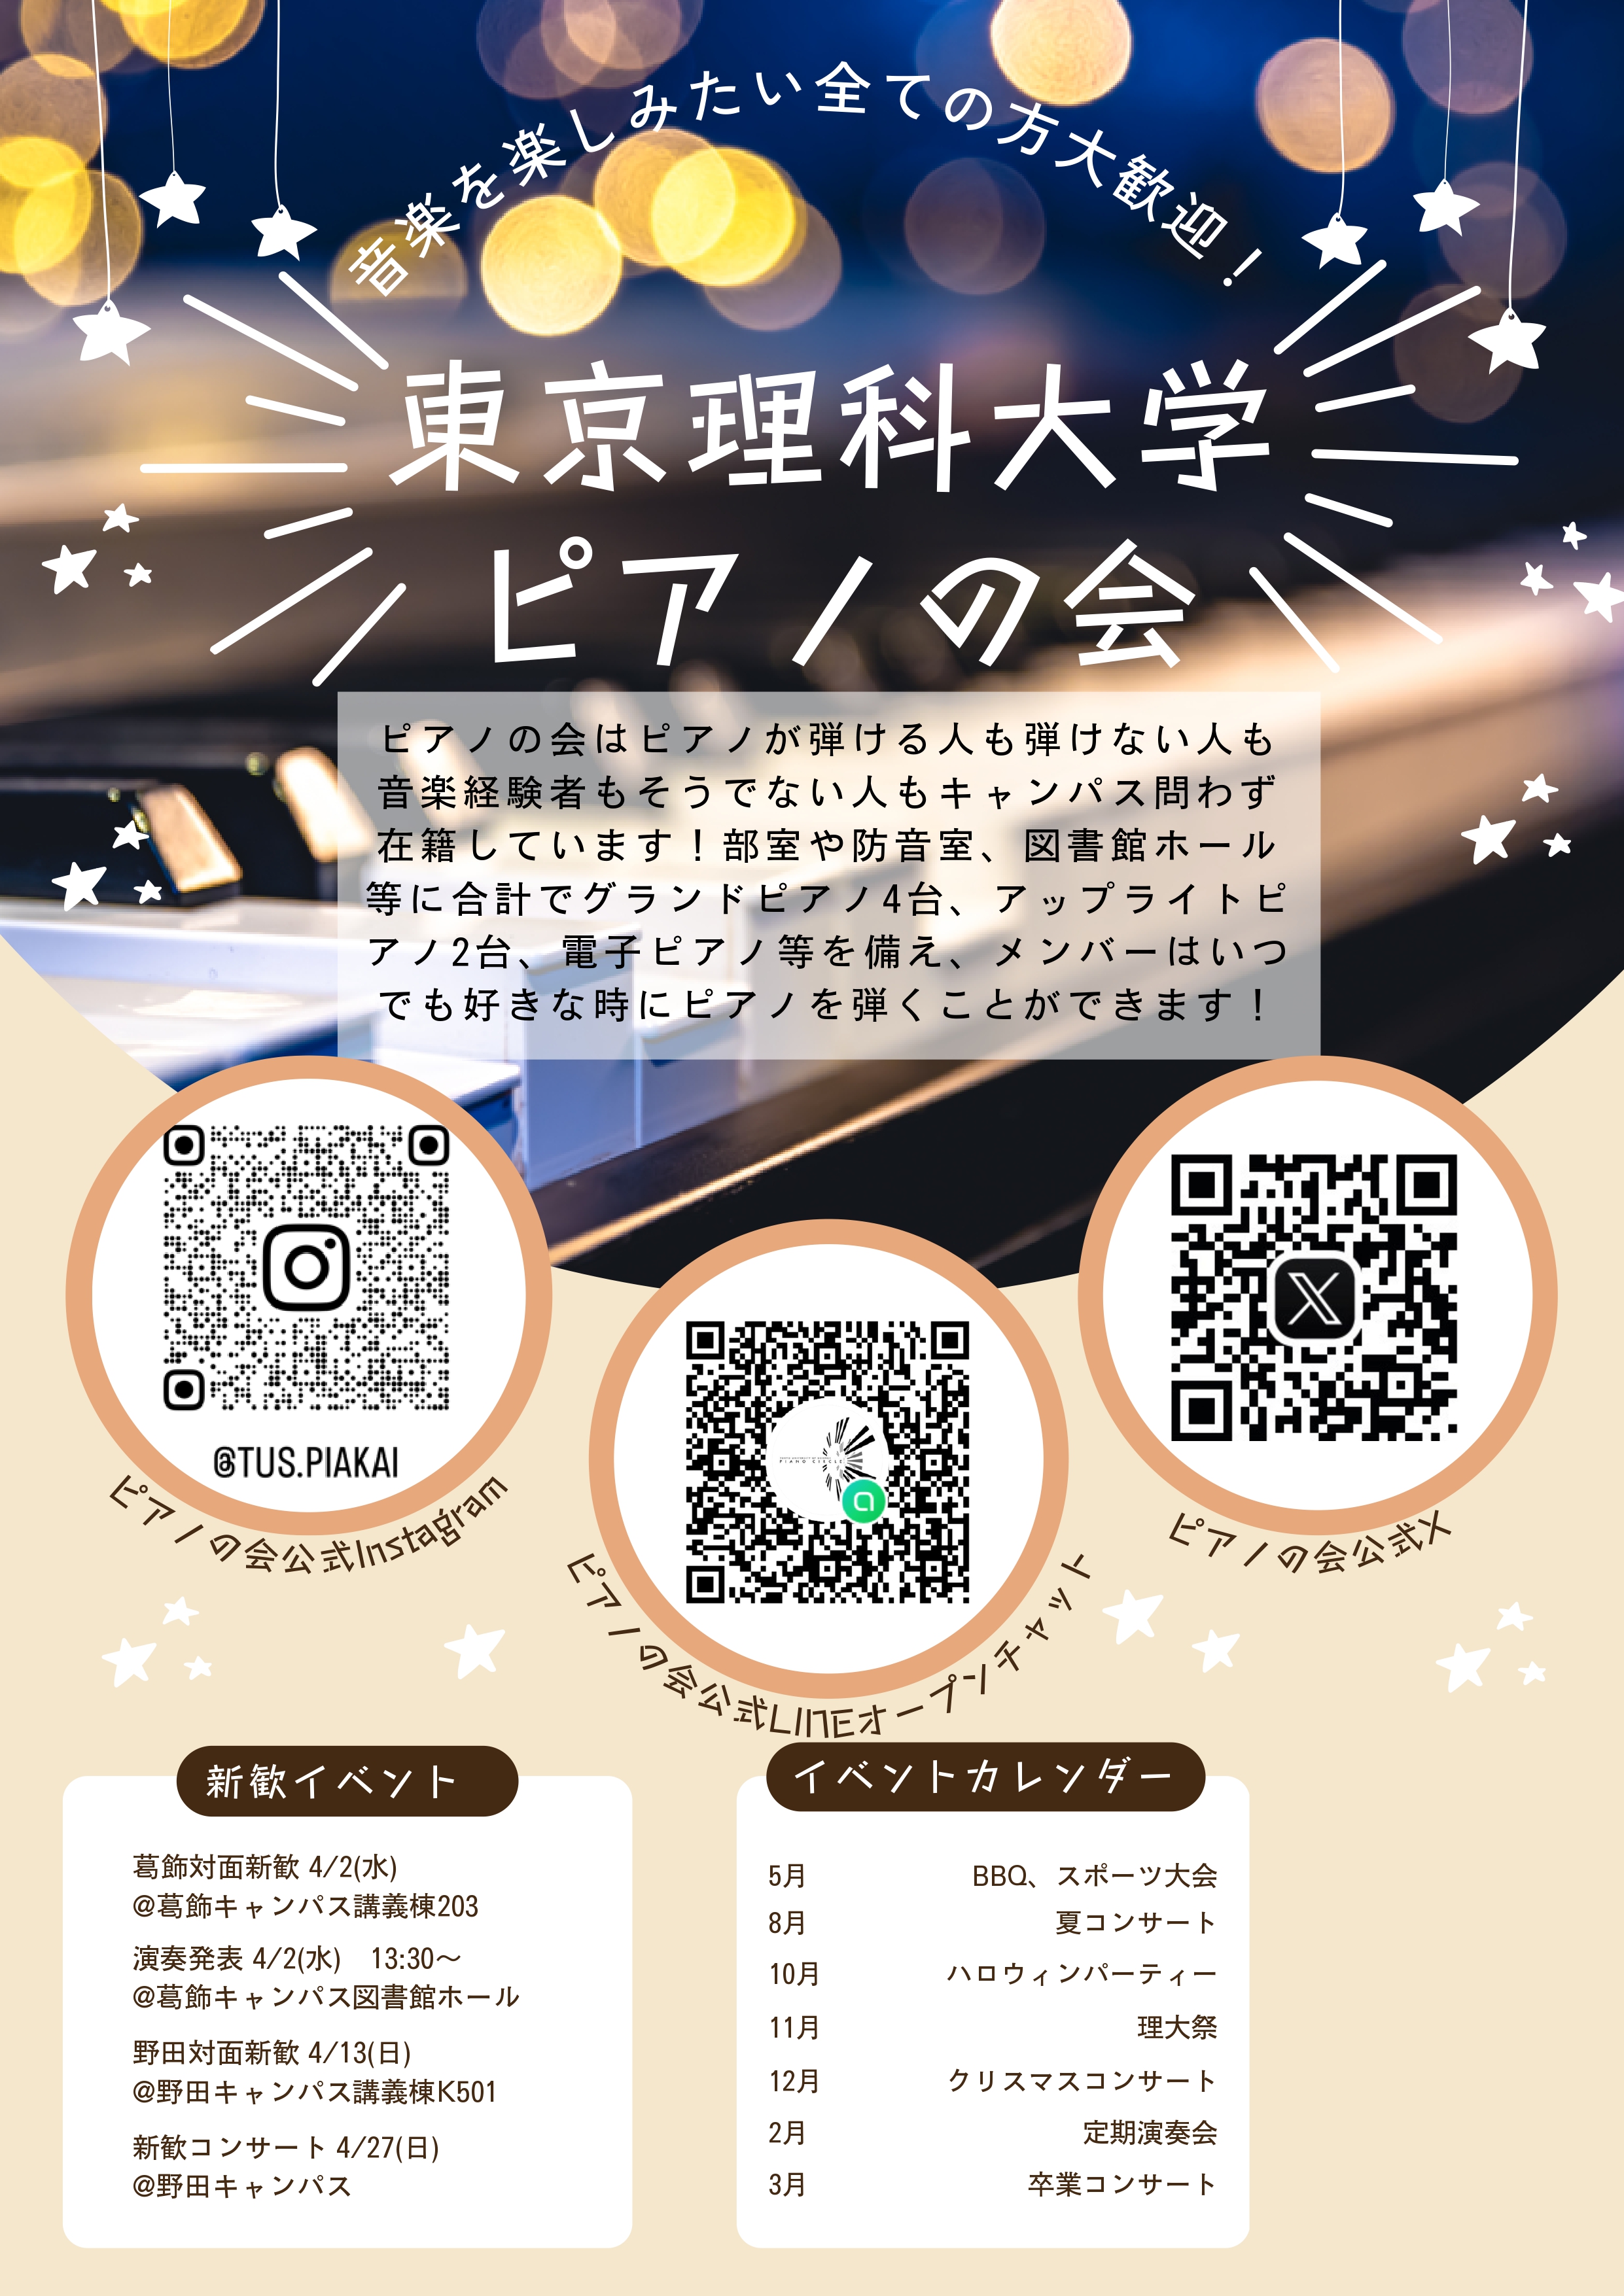 音楽を楽しみたい全ての方大歓迎！
東京理科大学
ピアノの会
ピアノの会はピアノが弾ける人も弾けない人も
音楽経験者もそうでない人もキャンパス問わず
在籍しています！部室や防音室、図書館ホール
等に合計でグランドピアノ4台、アップライトピ
アノ2台、電子ピアノ等を備え、メンバーはいつ
でも好きな時にピアノを弾くことができます！
@TUS.PIAKAI
ピアノの会公式Instagram
PIANO CIRCLE
ピアノの会公式LINEオープンチャット
ピアノの会公式X
新歓イベント
葛飾対面新歓 4/2(水)
@葛飾キャンパス講義棟203
演奏発表 4/2(水)　13:30〜
@葛飾キャンパス図書館ホール
野田対面新歓 4/13(日)
@野田キャンパス講義棟K501
新歓コンサート 4/27(日)
@野田キャンパス
イベントカレンダー
5月 BBQ、スポーツ大会
8月 夏コンサート
10月 ハロウィンパーティー
11月 理大祭
12月 クリスマスコンサート
2月 定期演奏会
3月 卒業コンサート